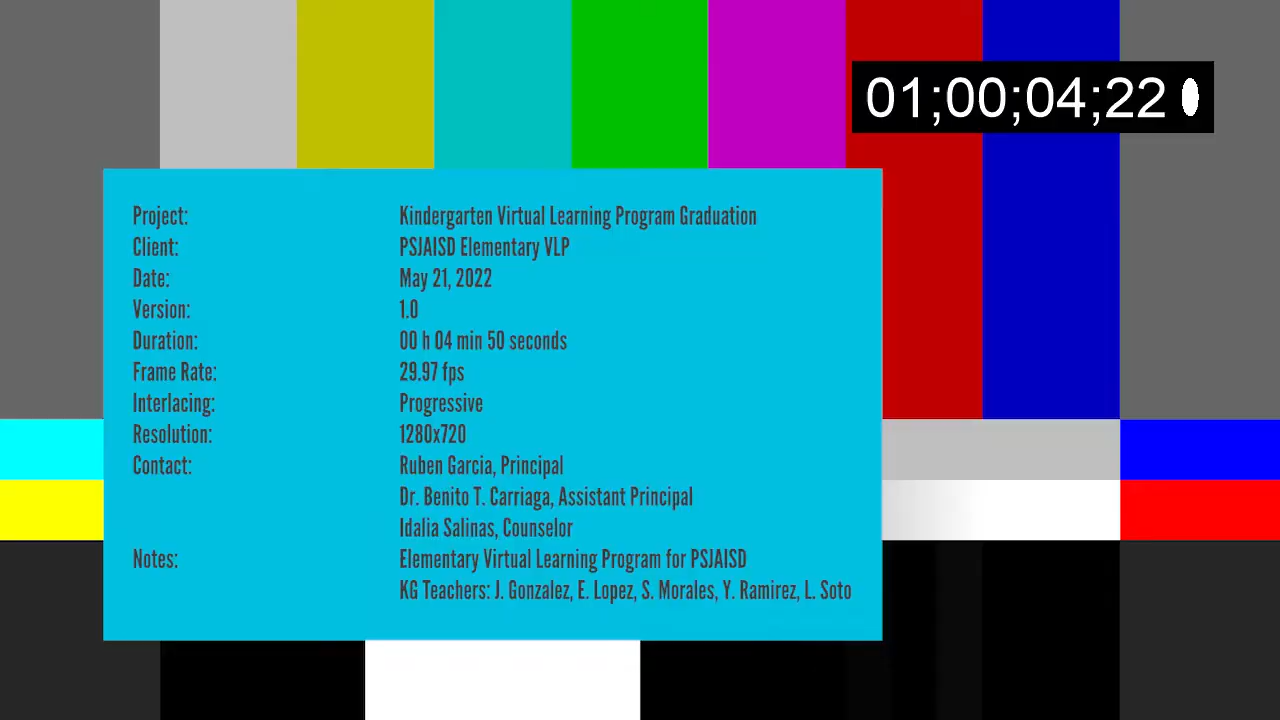 01;00;04;22
Project: Kindergarten Virtual Learning Program Graduation
Client: PSJAISD Elementary VLP
Date: May 21, 2022
Version: 1.0
Duration: 00 h 04 min 50 seconds
Frame Rate: 29.97 fps
Interlacing: Progressive
Resolution: 1280x720
Contact: Ruben Garcia, Principal
Dr. Benito T. Carriaga, Assistant Principal
Idalia Salinas, Counselor
Notes: Elementary Virtual Learning Program for PSJAISD
KG Teachers: J. Gonzalez, E. Lopez, S. Morales, Y. Ramirez, L. Soto